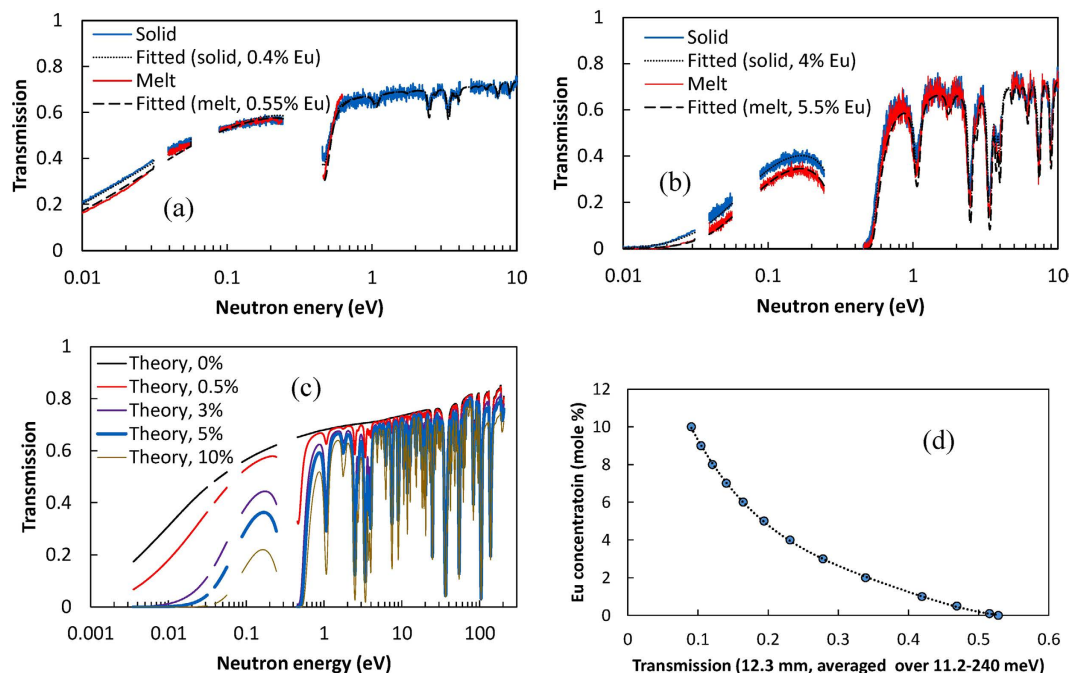 1
0.8
0.6
0.4
0.2
0
Transmission
Solid
Fitted (solid, 0.4% Eu)
Melt
Fitted (melt, 0.55% Eu)
(a)
0.01
0.1
1
10
Neutron enery (eV)
1
0.8
0.6
0.4
0.2
0
Transmission
Solid
Fitted (solid, 4% Eu)
Melt
Fitted (melt, 5.5% Eu)
(b)
0.01
0.1
1
10
Neutron enery (eV)
1
0.8
0.6
0.4
0.2
0
Transmission
Theory, 0%
Theory, 0.5%
Theory, 3%
Theory, 5%
Theory, 10%
(c)
0.001
0.01
0.1
1
10
100
Neutron energy (eV)
12
10
8
6
4
2
0
Eu concentratoin (mole %)
(d)
0
0.1
0.2
0.3
0.4
0.5
0.6
Transmission (12.3 mm, averaged over 11.2-240 meV)